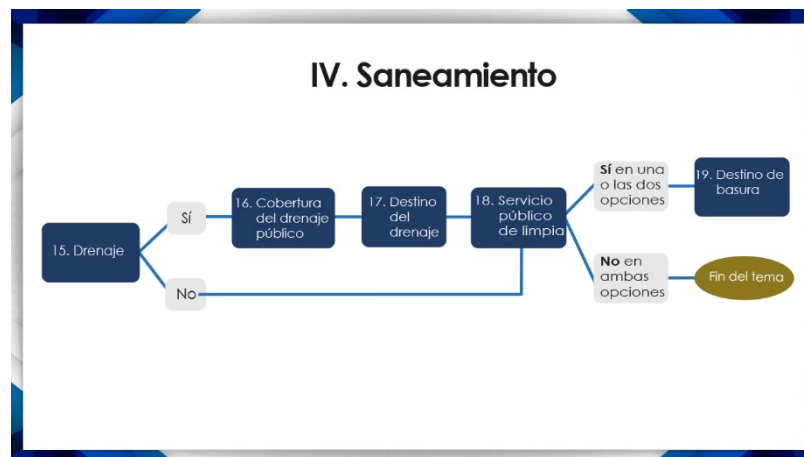 IV. Saneamiento
15. Drenaje
Sí
No
16. Cobertura
del drenaje
público
17. Destino
del
drenaje
18. Servicio
público
de limpia
Sí en una
o las dos
opciones
No en
ambas
opciones
19. Destino de
basura
Fin del tema